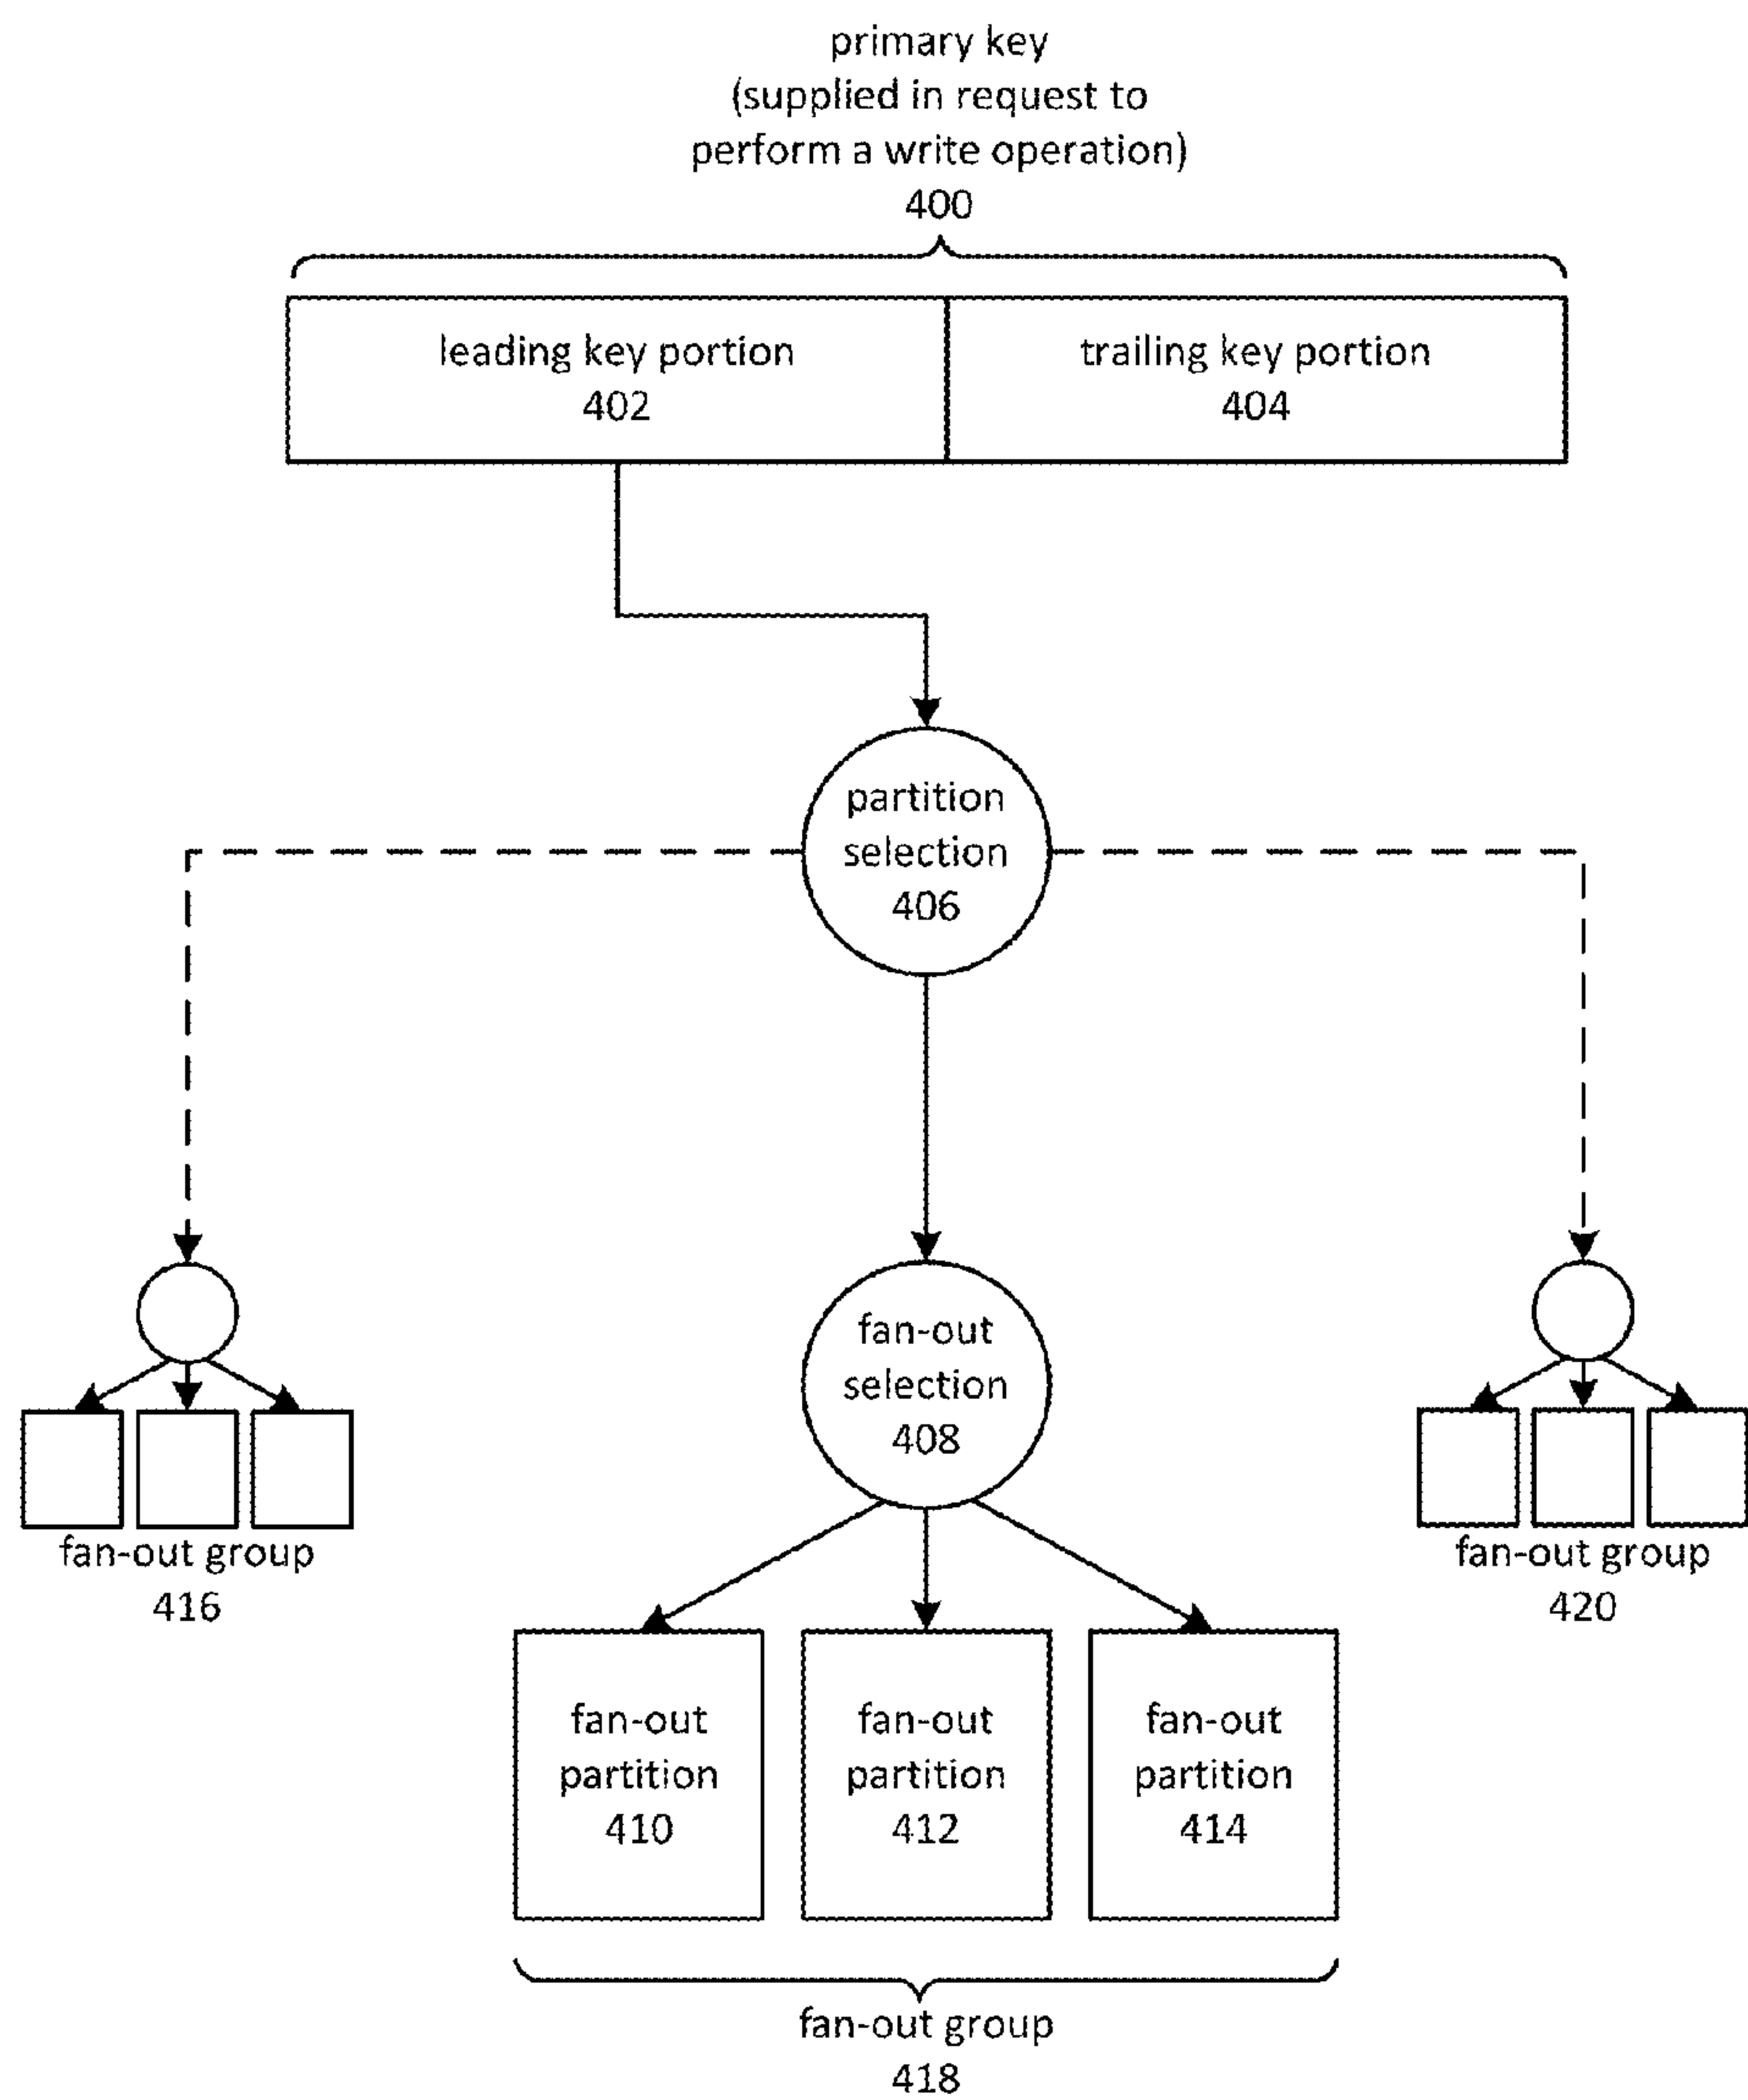 primary key
(supplied in request to
perform a write operation)
400
leading key portion
402
trailing key portion
404
partition
selection
406
fan-out
selection
408
fan-out group
416
fan-out group
420
fan-out
partition
410
fan-out
partition
412
fan-out
partition
414
fan-out group
418